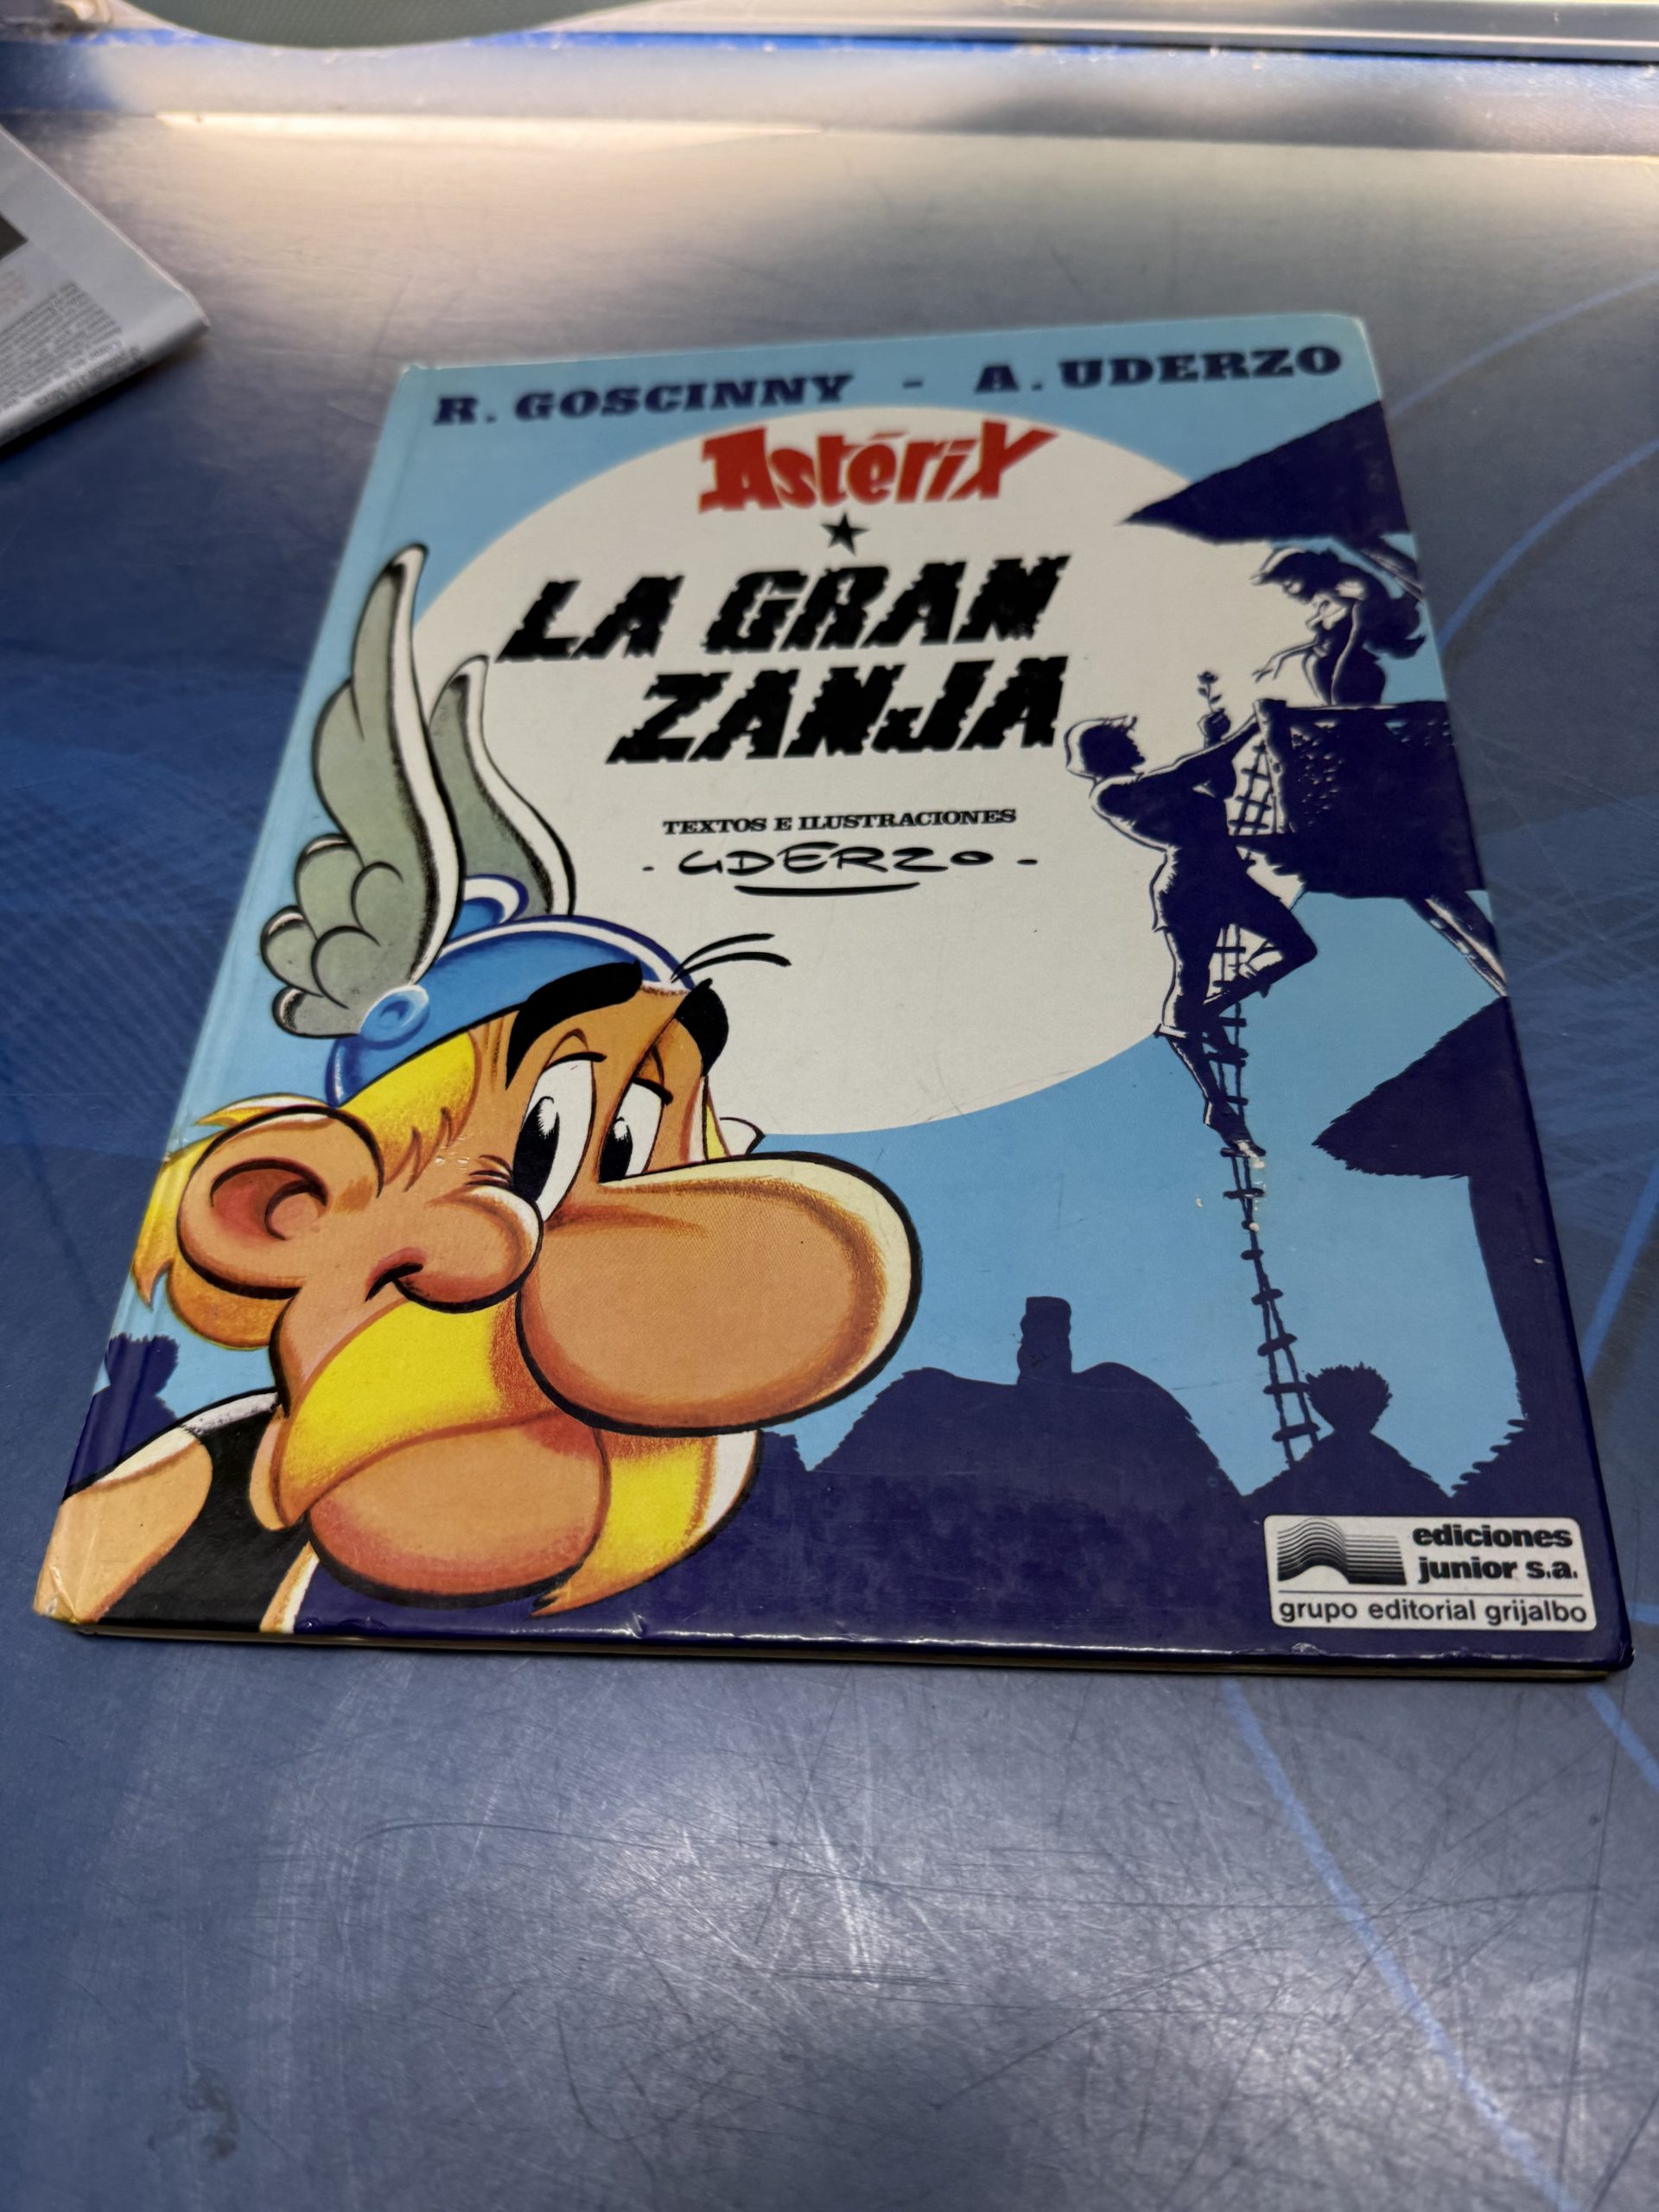 R. GOSCINNY - A. UDERZO
Astérix
LA GRAN
ZANJA
TEXTOS E ILUSTRACIONES
- UDERZO -
ediciones
junior s.a.
grupo editorial grijalbo